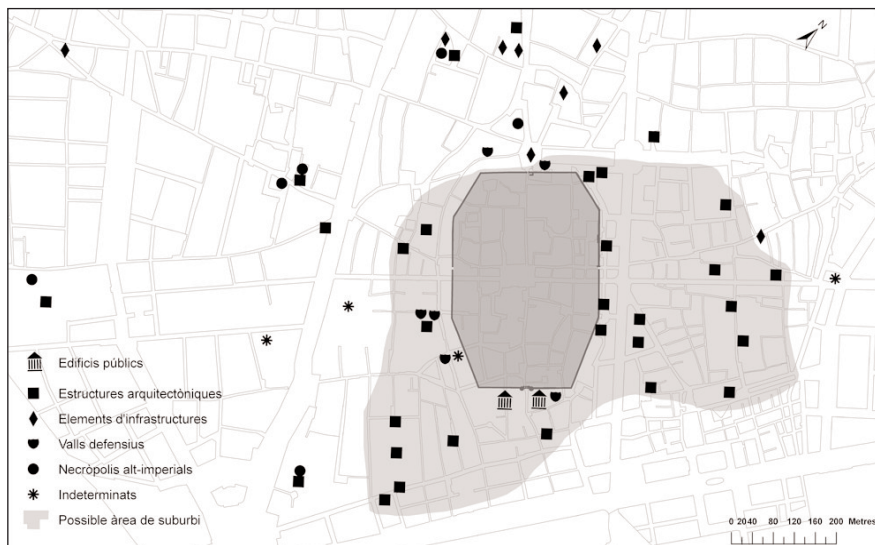 N
Edificis públics
Estructures arquitectòniques
Elements d'infrastructures
Valls defensius
Necròpolis alt-imperials
Indeterminats
Possible àrea de suburbi
0 20 40 80 120 160 200 Metres